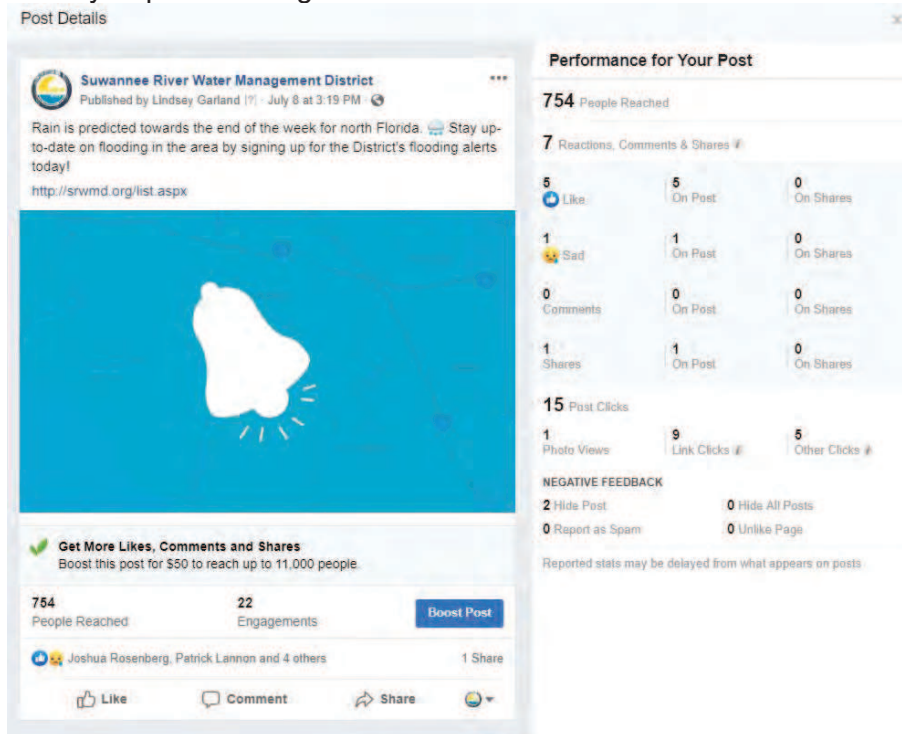 Post Details
Suwannee River Water Management District
Published by Lindsey Garland [?] · July 8 at 3:19 PM ·
Rain is predicted towards the end of the week for north Florida. Stay up-
to-date on flooding in the area by signing up for the District's flooding alerts
today!
http://srwmd.org/list.aspx
Get More Likes, Comments and Shares
Boost this post for $50 to reach up to 11,000 people.
754 22
People Reached Engagements Boost Post
Joshua Rosenberg, Patrick Lannon and 4 others 1 Share
Like Comment Share
Performance for Your Post
754 People Reached
7 Reactions, Comments & Shares
5 5 0
Like On Post On Shares
1 1 0
Sad On Post On Shares
0 0 0
Comments On Post On Shares
1 1 0
Shares On Post On Shares
15 Post Clicks
1 9 5
Photo Views Link Clicks Other Clicks
NEGATIVE FEEDBACK
2 Hide Post 0 Hide All Posts
0 Report as Spam 0 Unlike Page
Reported stats may be delayed from what appears on posts